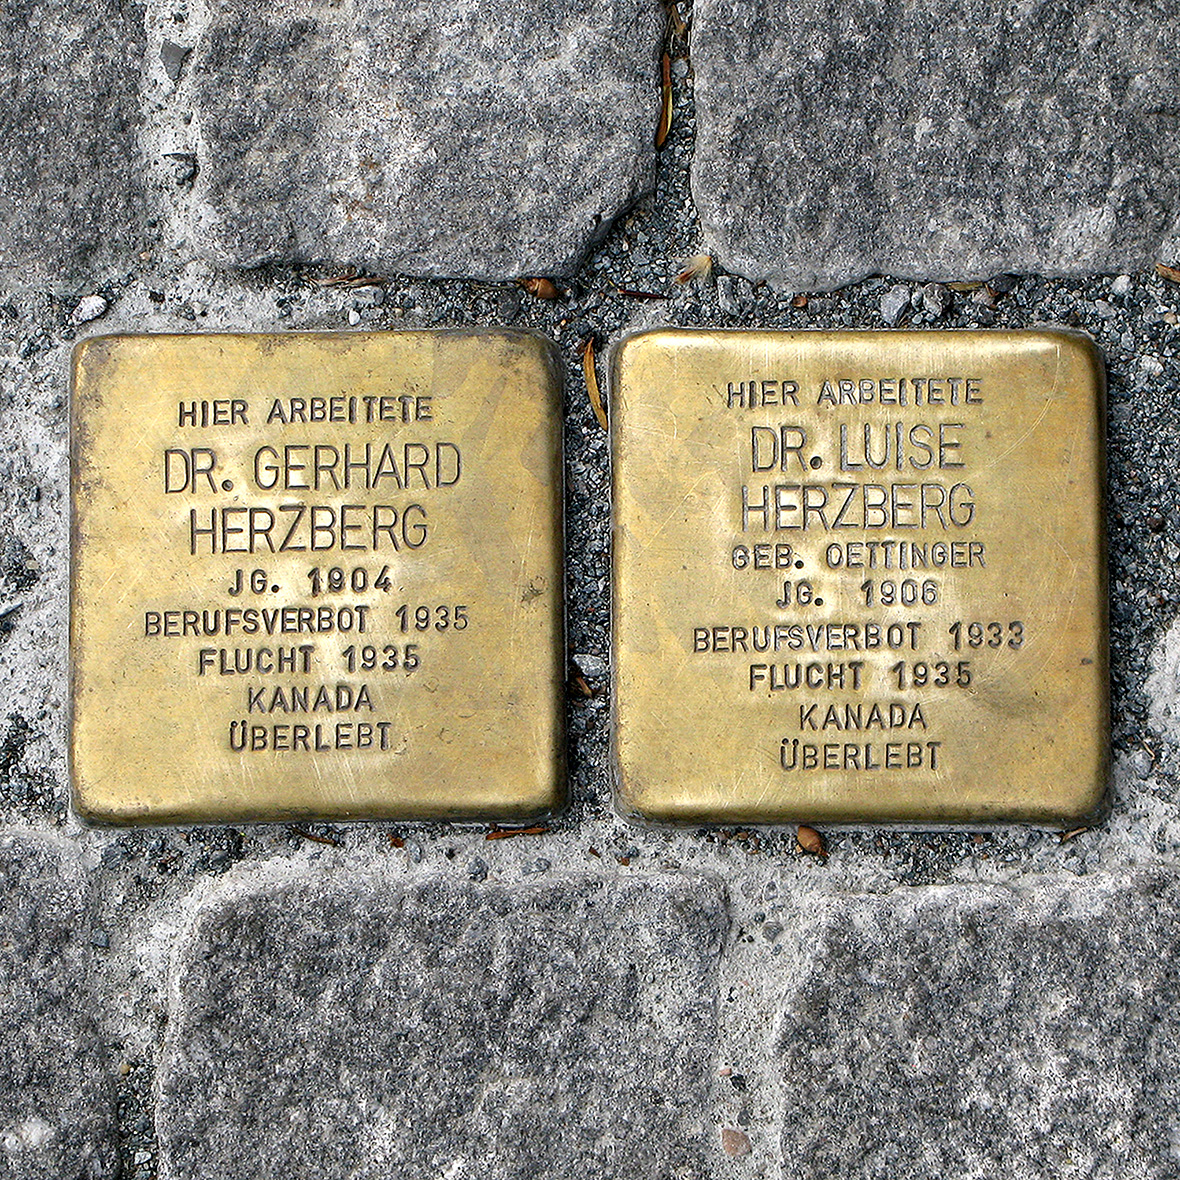 HIER ARBEITETE
DR. GERHARD
HERZBERG
JG. 1904
BERUFSVERBOT 1935
FLUCHT 1935
KANADA
ÜBERLEBT
HIER ARBEITETE
DR. LUISE
HERZBERG
GEB. OETTINGER
JG. 1906
BERUFSVERBOT 1933
FLUCHT 1935
KANADA
ÜBERLEBT